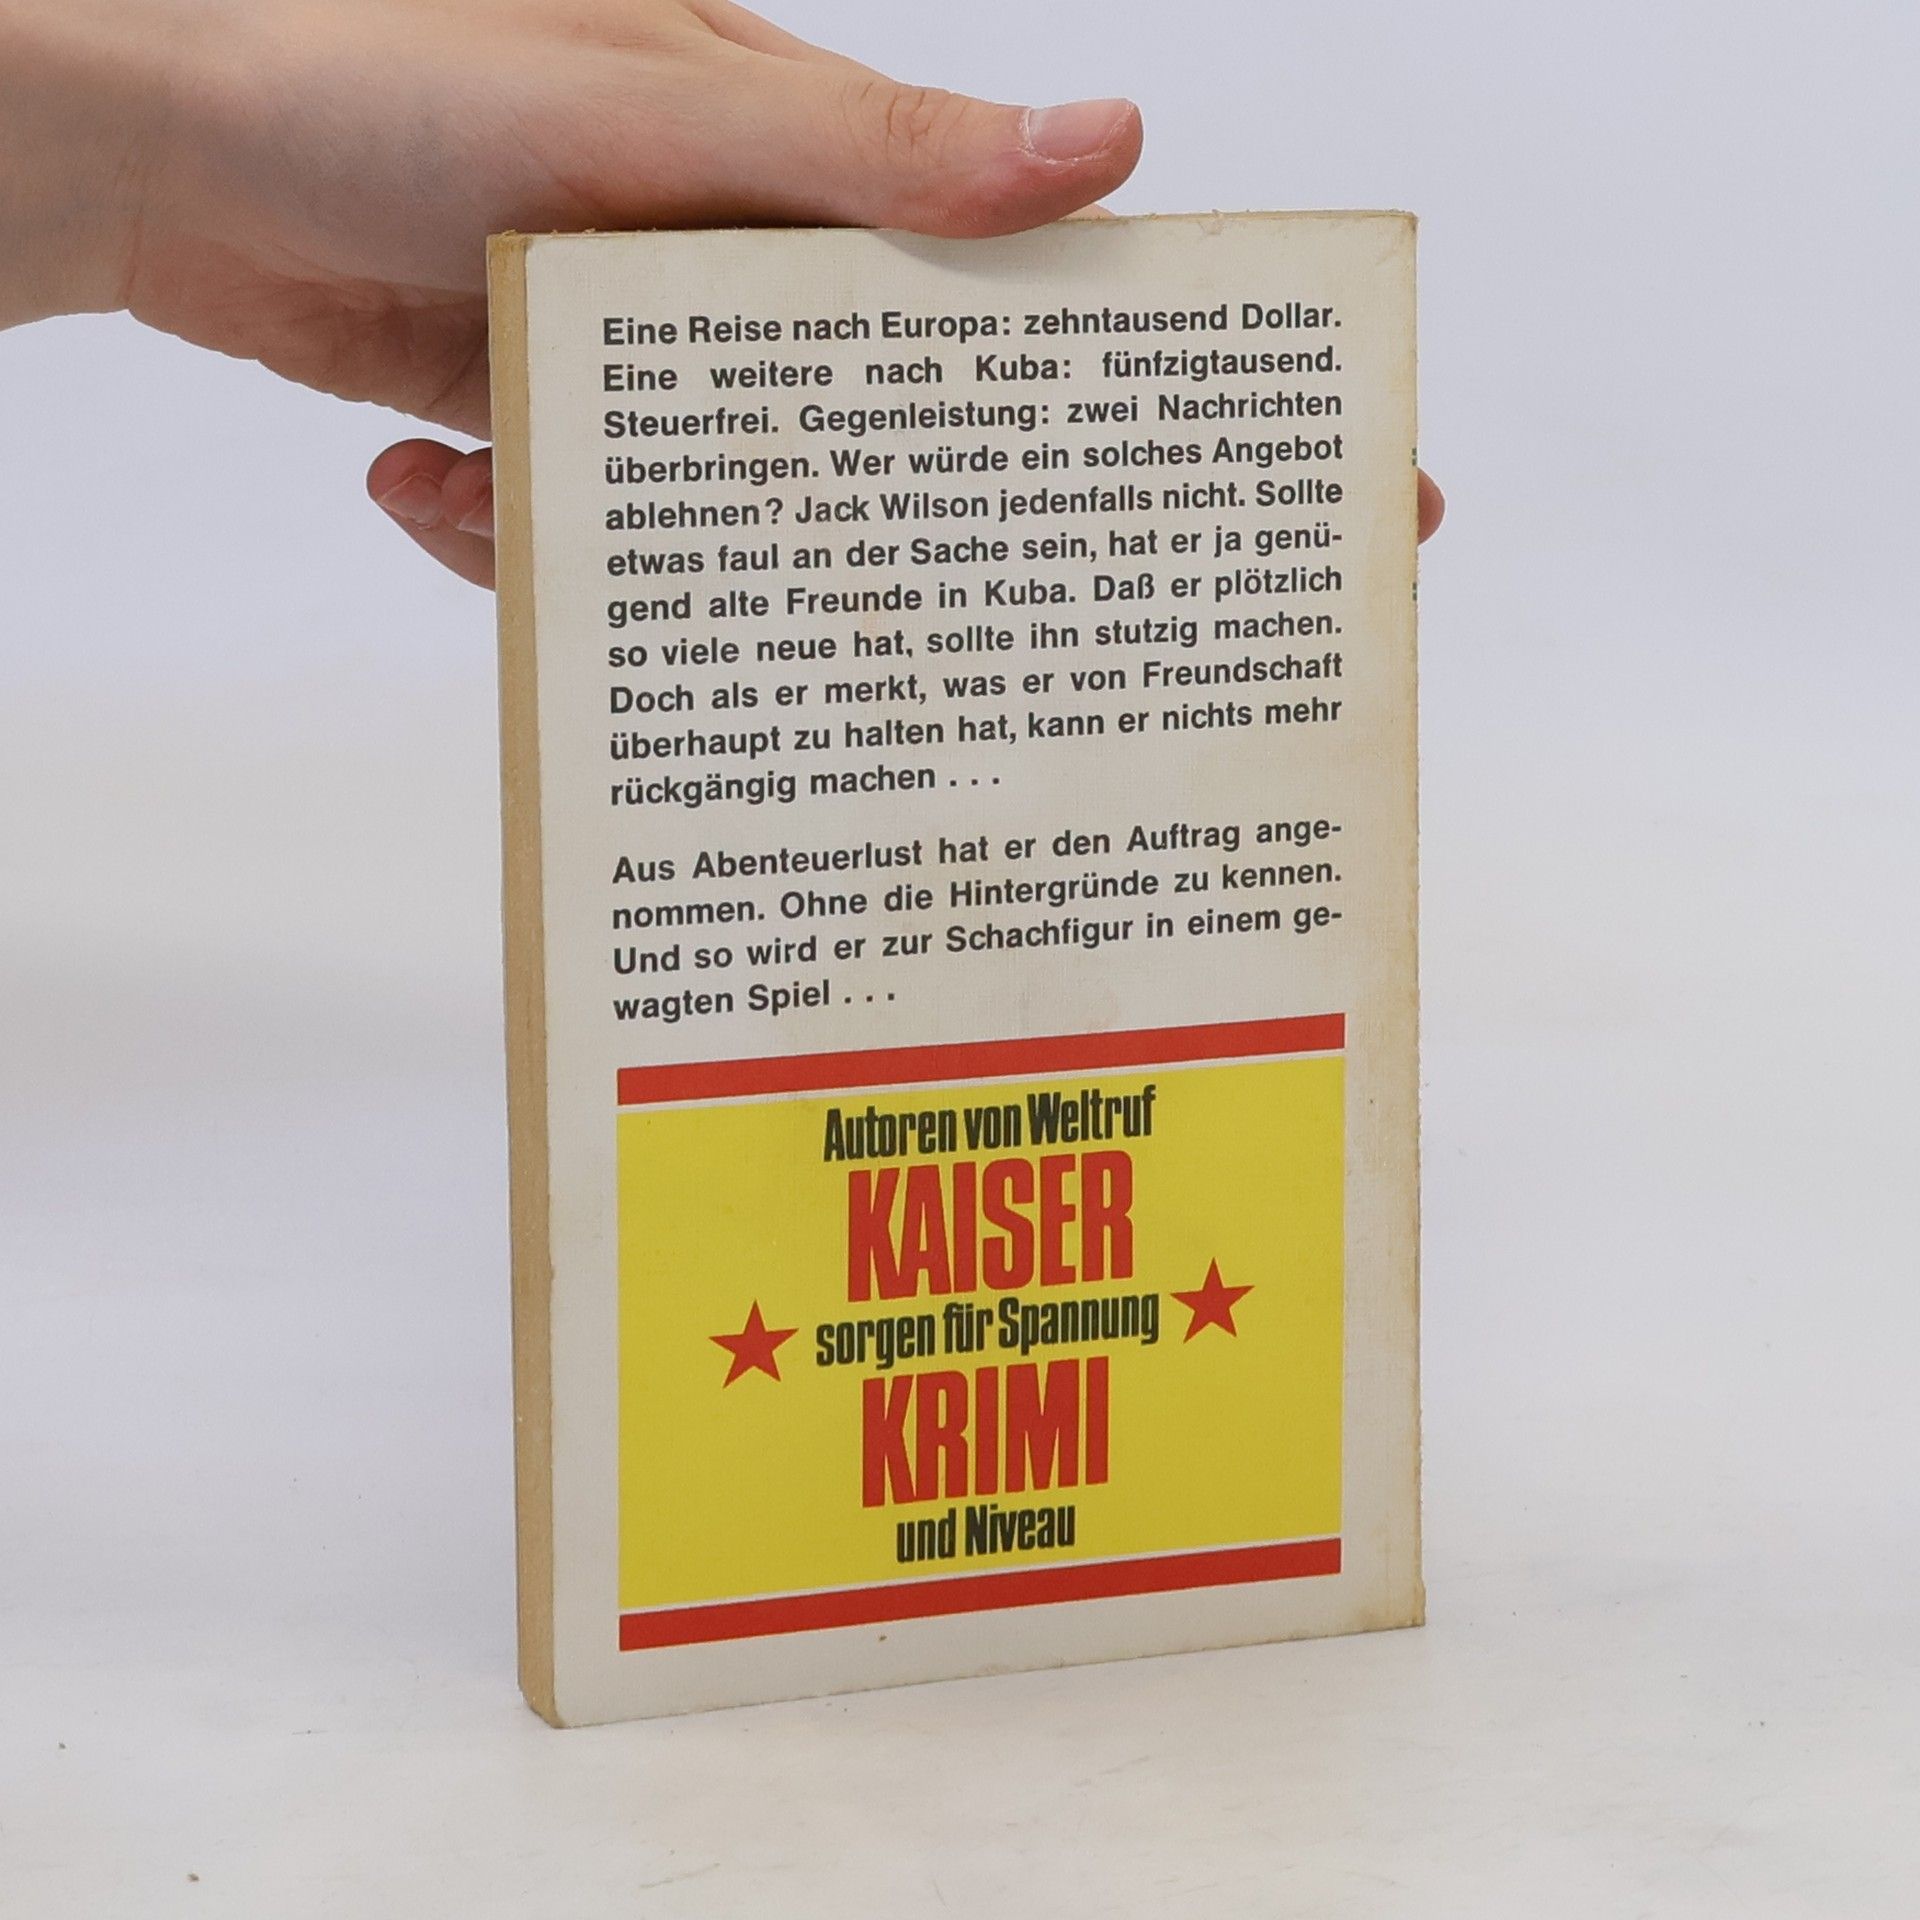 Eine Reise nach Europa: zehntausend Dollar.
Eine weitere nach Kuba: fünfzigtausend.
Steuerfrei. Gegenleistung: zwei Nachrichten
überbringen. Wer würde ein solches Angebot
ablehnen? Jack Wilson jedenfalls nicht. Sollte
etwas faul an der Sache sein, hat er ja genü-
gend alte Freunde in Kuba. Daß er plötzlich
so viele neue hat, sollte ihn stutzig machen.
Doch als er merkt, was er von Freundschaft
überhaupt zu halten hat, kann er nichts mehr
rückgängig machen . . .
Aus Abenteuerlust hat er den Auftrag ange-
nommen. Ohne die Hintergründe zu kennen.
Und so wird er zur Schachfigur in einem ge-
wagten Spiel . . .
Autoren von Weltruf
KAISER
sorgen für Spannung
KRIMI
und Niveau